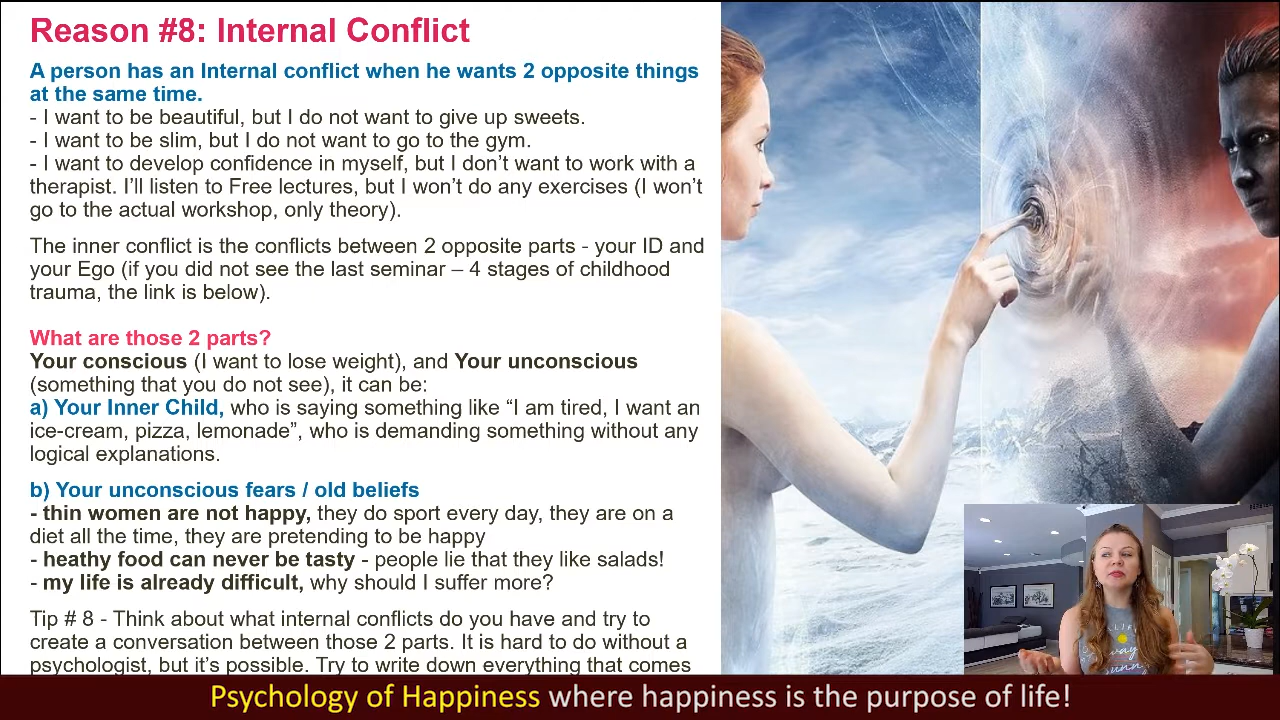 Reason #8: Internal Conflict
A person has an Internal conflict when he wants 2 opposite things
at the same time.
- I want to be beautiful, but I do not want to give up sweets.
- I want to be slim, but I do not want to go to the gym.
- I want to develop confidence in myself, but I don’t want to work with a
therapist. I’ll listen to Free lectures, but I won’t do any exercises (I won’t
go to the actual workshop, only theory).
The inner conflict is the conflicts between 2 opposite parts - your ID and
your Ego (if you did not see the last seminar – 4 stages of childhood
trauma, the link is below).
What are those 2 parts?
Your conscious (I want to lose weight), and Your unconscious
(something that you do not see), it can be:
a) Your Inner Child, who is saying something like “I am tired, I want an
ice-cream, pizza, lemonade”, who is demanding something without any
logical explanations.
b) Your unconscious fears / old beliefs
- thin women are not happy, they do sport every day, they are on a
diet all the time, they are pretending to be happy
- heathy food can never be tasty - people lie that they like salads!
- my life is already difficult, why should I suffer more?
Tip # 8 - Think about what internal conflicts do you have and try to
create a conversation between those 2 parts. It is hard to do without a
psychologist, but it’s possible. Try to write down everything that comes
Psychology of Happiness where happiness is the purpose of life!